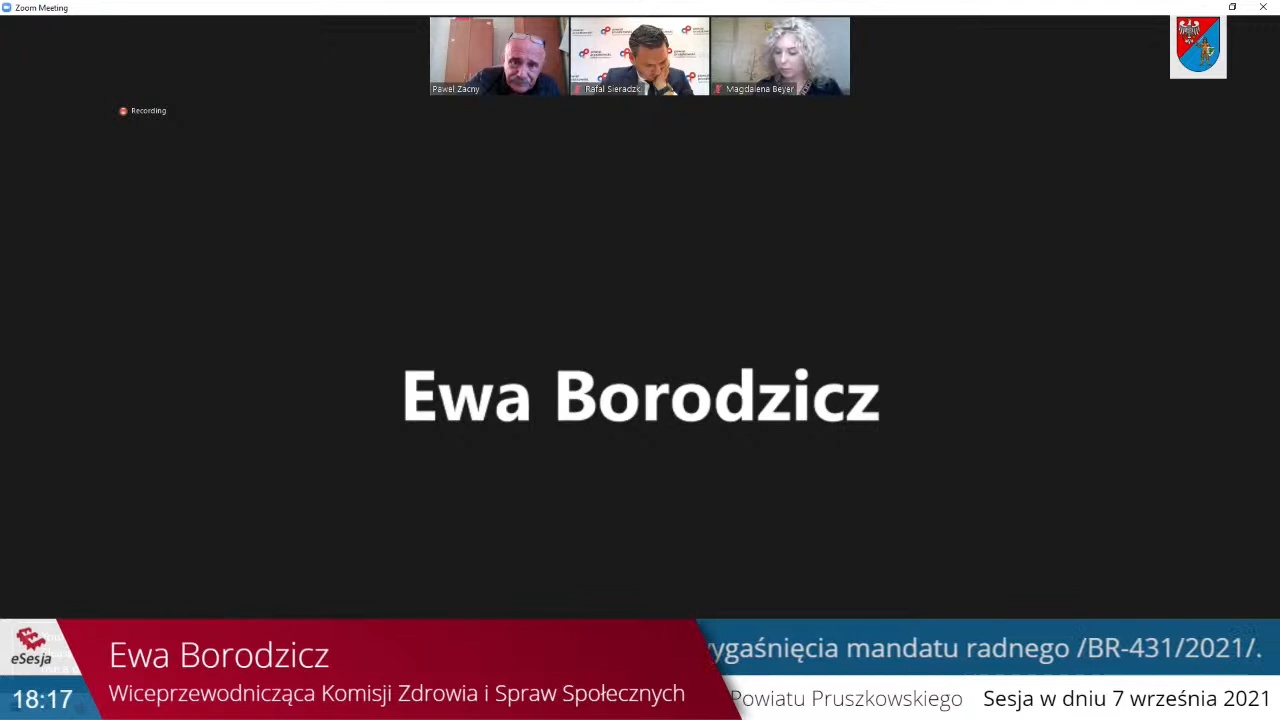 Zoom Meeting
Paweł Zacny
Rafał Sieradzki
Magdalena Beyer
Recording
Ewa Borodzicz
eSesja
Ewa Borodzicz
ygaśnięcia mandatu radnego /BR-431/2021/.
18:17
Wiceprzewodnicząca Komisji Zdrowia i Spraw Społecznych
Powiatu Pruszkowskiego
Sesja w dniu 7 września 2021